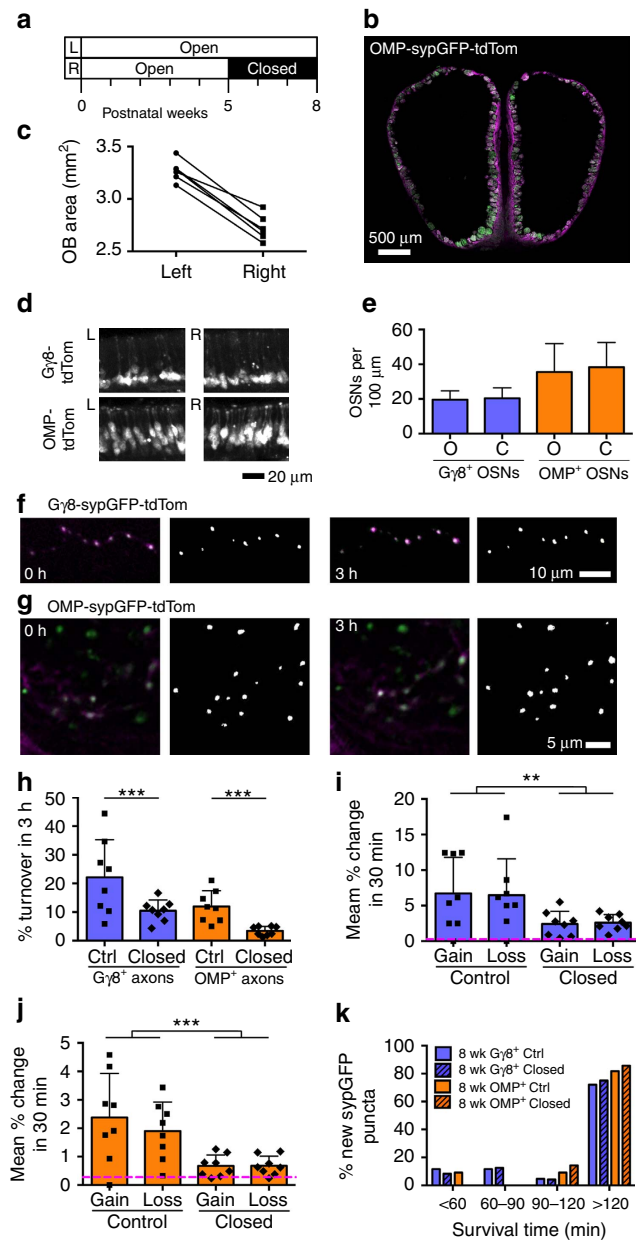 a
L Open
R Open Closed
0 5 8
Postnatal weeks
b
OMP-sypGFP-tdTom
500 µm
c
OB area (mm2)
3.5
3.0
2.5
Left Right
d
L R
Gγ8-
tdTom
OMP-
tdTom
20 µm
e
OSNs per
100 µm
60
40
20
0
O C O C
Gγ8+ OSNs OMP+ OSNs
f
Gγ8-sypGFP-tdTom
0 h 3 h 10 µm
g
OMP-sypGFP-tdTom
0 h 3 h 5 µm
h
% turnover in 3 h
*** ***
50
40
30
20
10
0
Ctrl Closed Ctrl Closed
Gγ8+ axons OMP+ axons
i
Meam % change
in 30 min
**
20
15
10
5
0
Gain Loss Gain Loss
Control Closed
j
Mean % change
in 30 min
***
5
4
3
2
1
0
Gain Loss Gain Loss
Control Closed
k
% new sypGFP
puncta
100
80
60
40
20
0
8 wk Gγ8+ Ctrl
8 wk Gγ8+ Closed
8 wk OMP+ Ctrl
8 wk OMP+ Closed
<60 60–90 90–120 >120
Survival time (min)